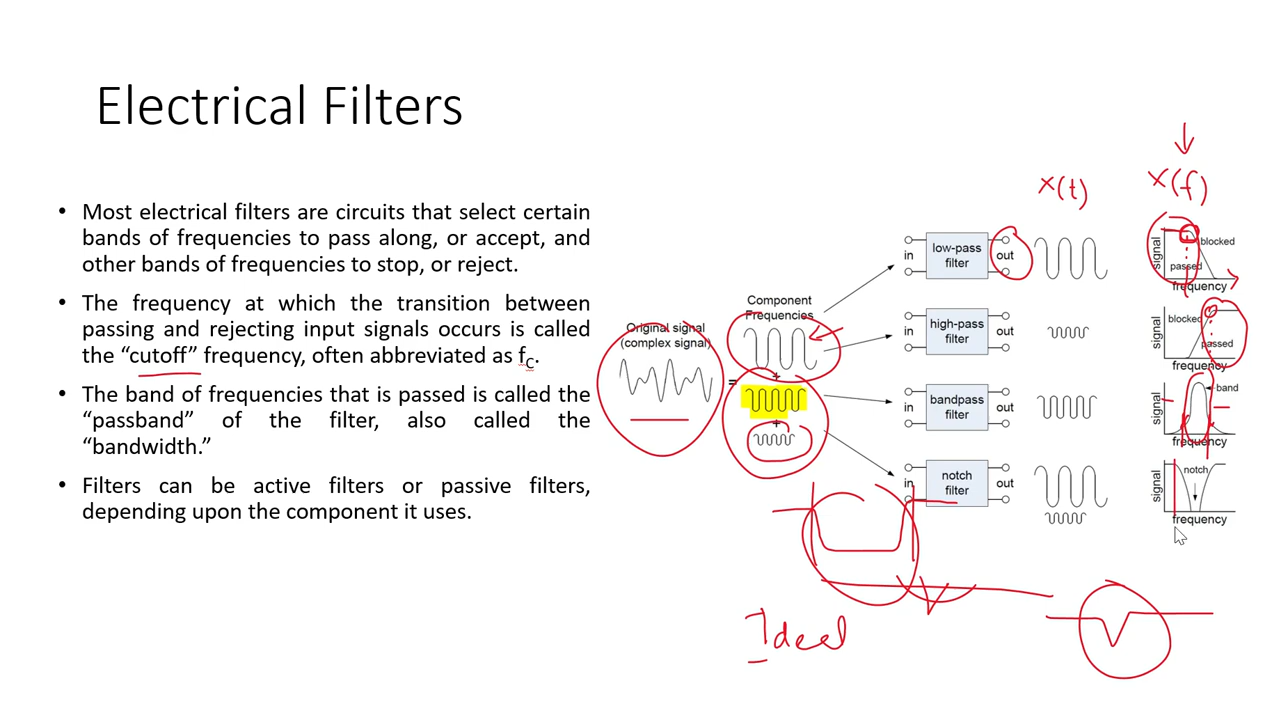 Electrical Filters
• Most electrical filters are circuits that select certain
bands of frequencies to pass along, or accept, and
other bands of frequencies to stop, or reject.
• The frequency at which the transition between
passing and rejecting input signals occurs is called
the “cutoff” frequency, often abbreviated as fC.
• The band of frequencies that is passed is called the
“passband” of the filter, also called the
“bandwidth.”
• Filters can be active filters or passive filters,
depending upon the component it uses.
Original signal
(complex signal)
=
Component
Frequencies
+
+
x(t)
x(f)
in
low-pass
filter
out
signal
blocked
passed
frequency
in
high-pass
filter
out
signal
blocked
passed
frequency
in
bandpass
filter
out
signal
band
frequency
in
notch
filter
out
signal
notch
frequency
Ideal